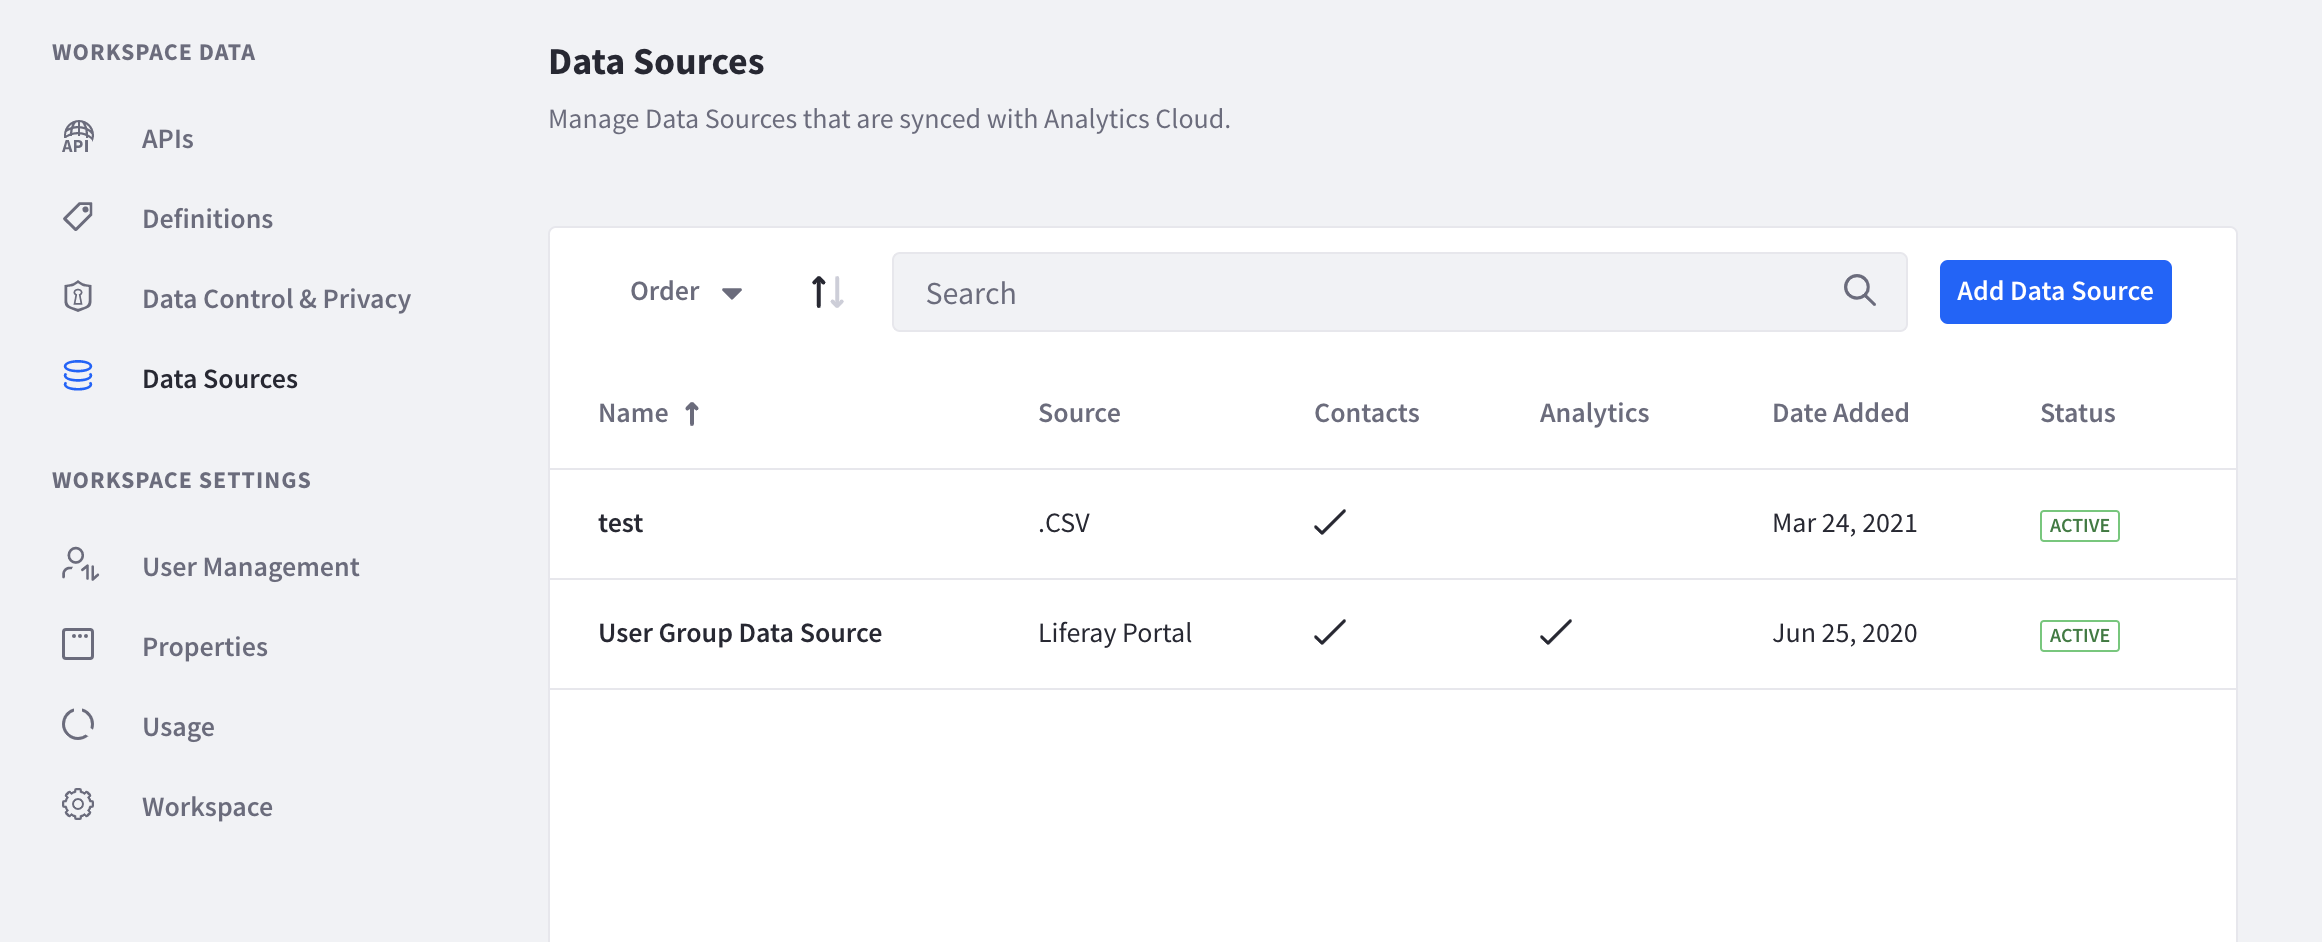 WORKSPACE DATA
API
APIs
Definitions
Data Control & Privacy
Data Sources
WORKSPACE SETTINGS
User Management
Properties
Usage
Workspace
Data Sources
Manage Data Sources that are synced with Analytics Cloud.
Order Search Add Data Source
Name Source Contacts Analytics Date Added Status
test .CSV Mar 24, 2021 ACTIVE
User Group Data Source Liferay Portal Jun 25, 2020 ACTIVE